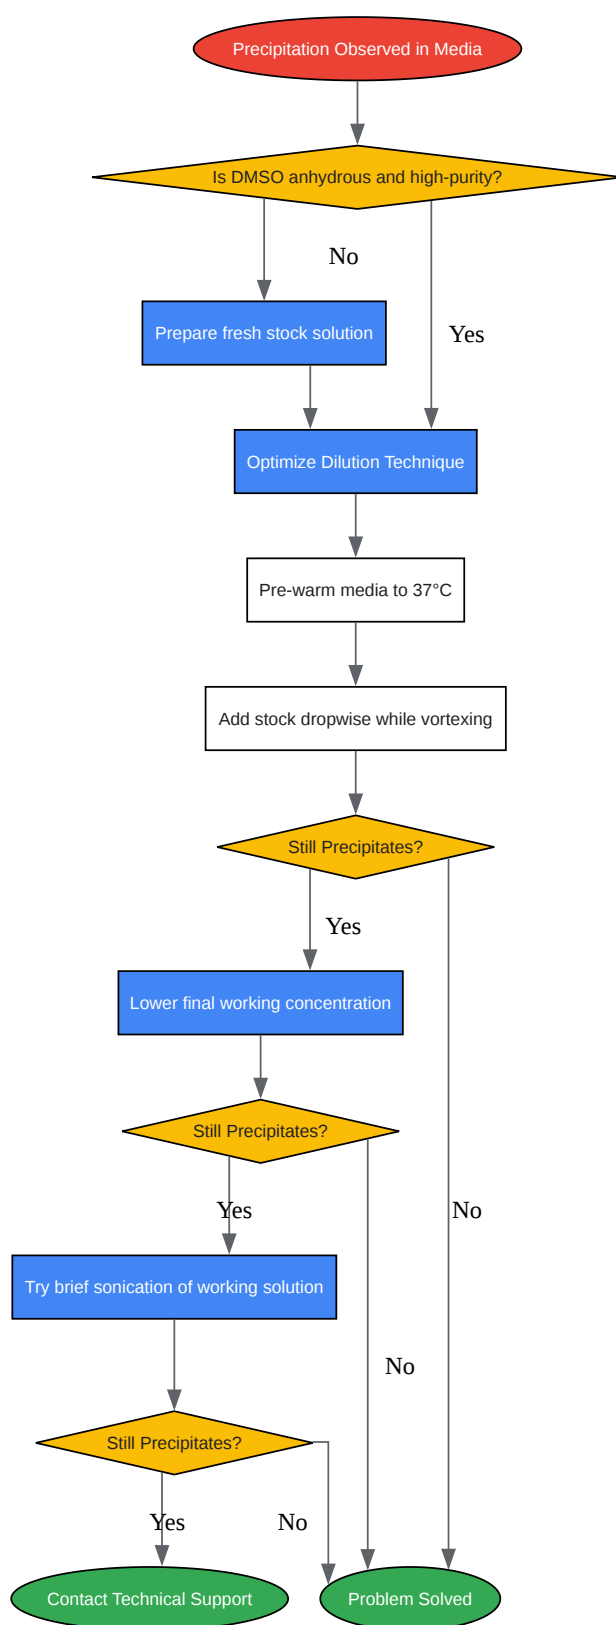 Precipitation Observed in Media
Is DMSO anhydrous and high-purity?
No
Prepare fresh stock solution
Yes
Optimize Dilution Technique
Pre-warm media to 37°C
Add stock dropwise while vortexing
Still Precipitates?
Yes
Lower final working concentration
Still Precipitates?
Yes
No
Try brief sonication of working solution
No
Still Precipitates?
Yes
No
Contact Technical Support
Problem Solved